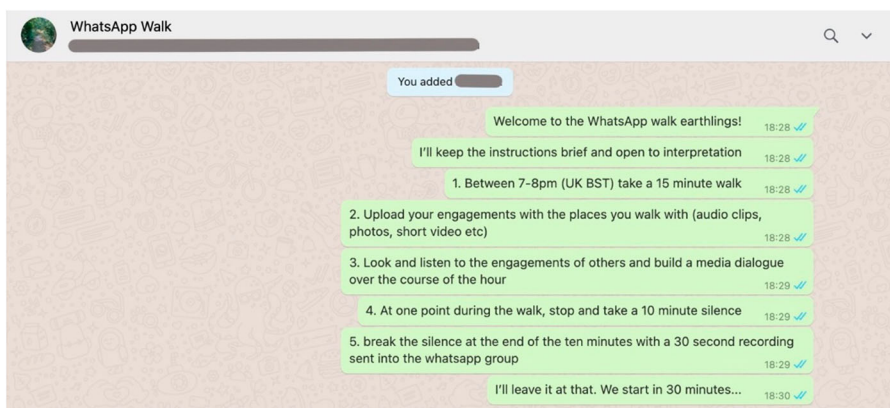 WhatsApp Walk
You added
Welcome to the WhatsApp walk earthlings!
18:28
I'll keep the instructions brief and open to interpretation
18:28
1. Between 7-8pm (UK BST) take a 15 minute walk
18:28
2. Upload your engagements with the places you walk with (audio clips,
photos, short video etc)
18:28
3. Look and listen to the engagements of others and build a media dialogue
over the course of the hour
18:29
4. At one point during the walk, stop and take a 10 minute silence
18:29
5. break the silence at the end of the ten minutes with a 30 second recording
sent into the whatsapp group
18:29
I'll leave it at that. We start in 30 minutes...
18:30